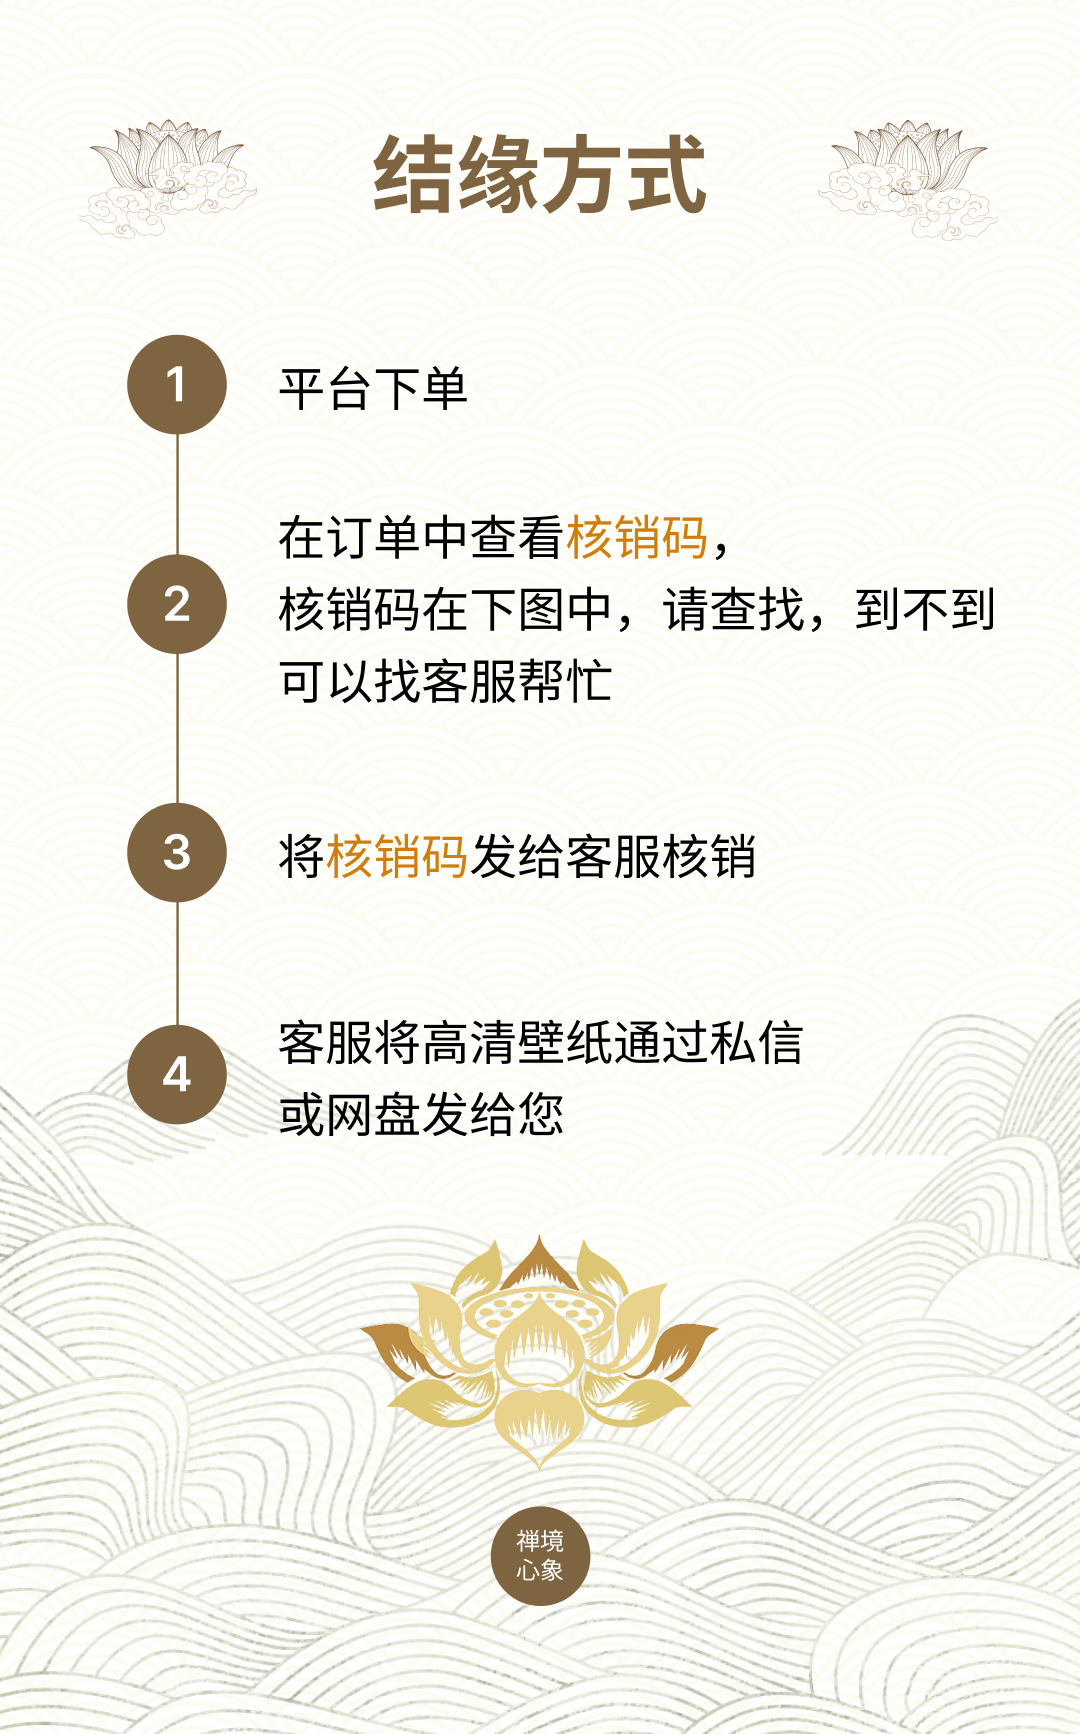 结缘方式
1
平台下单
在订单中查看核销码，
2
核销码在下图中，请查找，到不到
可以找客服帮忙
3
将核销码发给客服核销
4
客服将高清壁纸通过私信
或网盘发给您
禅境
心象